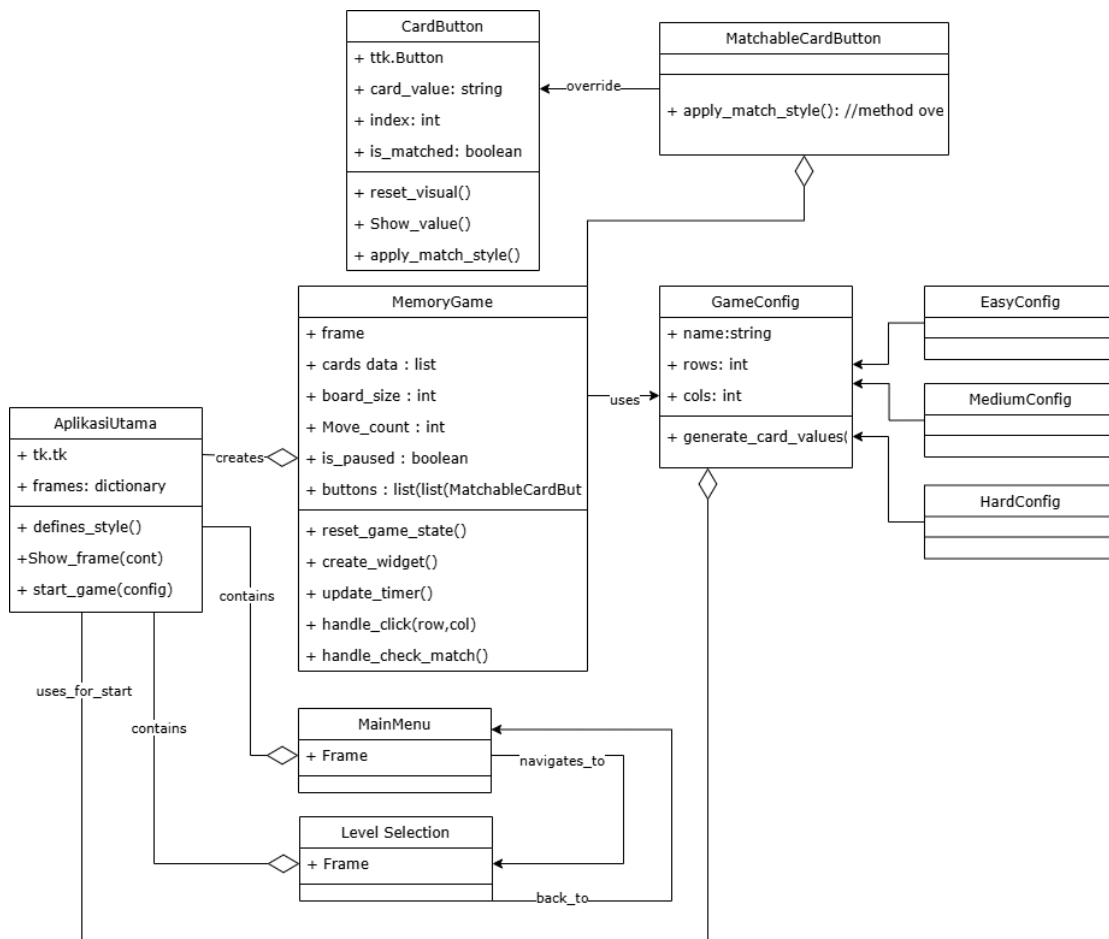 CardButton
+ ttk.Button
+ card_value: string
+ index: int
+ is_matched: boolean
+ reset_visual()
+ Show_value()
+ apply_match_style()
override
MatchableCardButton
+ apply_match_style(): //method ove
MemoryGame
+ frame
+ cards data : list
+ board_size : int
+ Move_count : int
+ is_paused : boolean
+ buttons : list(list(MatchableCardBut
+ reset_game_state()
+ create_widget()
+ update_timer()
+ handle_click(row,col)
+ handle_check_match()
uses
GameConfig
+ name:string
+ rows: int
+ cols: int
+ generate_card_values(
EasyConfig
MediumConfig
HardConfig
AplikasiUtama
+ tk.tk
+ frames: dictionary
+ defines_style()
+Show_frame(cont)
+ start_game(config)
creates
contains
uses_for_start
contains
MainMenu
+ Frame
navigates_to
Level Selection
+ Frame
back_to